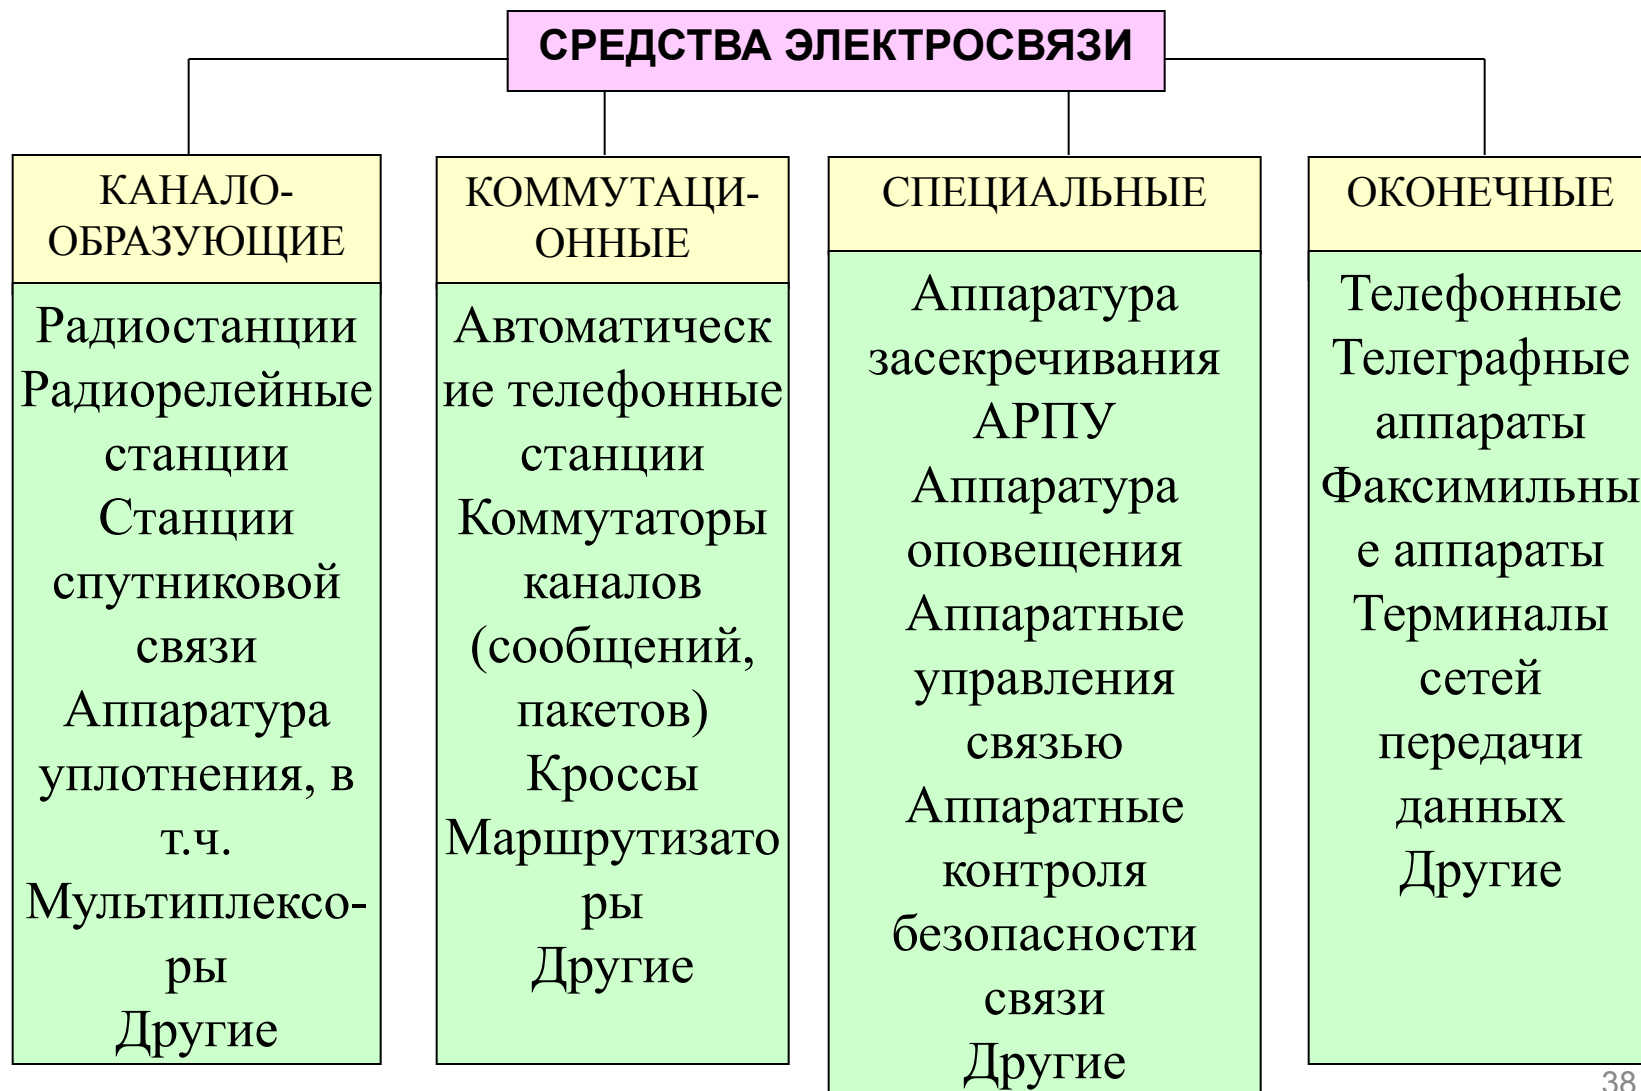 СРЕДСТВА ЭЛЕКТРОСВЯЗИ
КАНАЛО-
ОБРАЗУЮЩИЕ
Радиостанции
Радиорелейные
станции
Станции
спутниковой
связи
Аппаратура
уплотнения, в
т.ч.
Мультиплексо-
ры
Другие
КОММУТАЦИ-
ОННЫЕ
Автоматическ
ие телефонные
станции
Коммутаторы
каналов
(сообщений,
пакетов)
Кроссы
Маршрутизато
ры
Другие
СПЕЦИАЛЬНЫЕ
Аппаратура
засекречивания
АРПУ
Аппаратура
оповещения
Аппаратные
управления
связью
Аппаратные
контроля
безопасности
связи
Другие
ОКОНЕЧНЫЕ
Телефонные
Телеграфные
аппараты
Факсимильны
е аппараты
Терминалы
сетей
передачи
данных
Другие
38